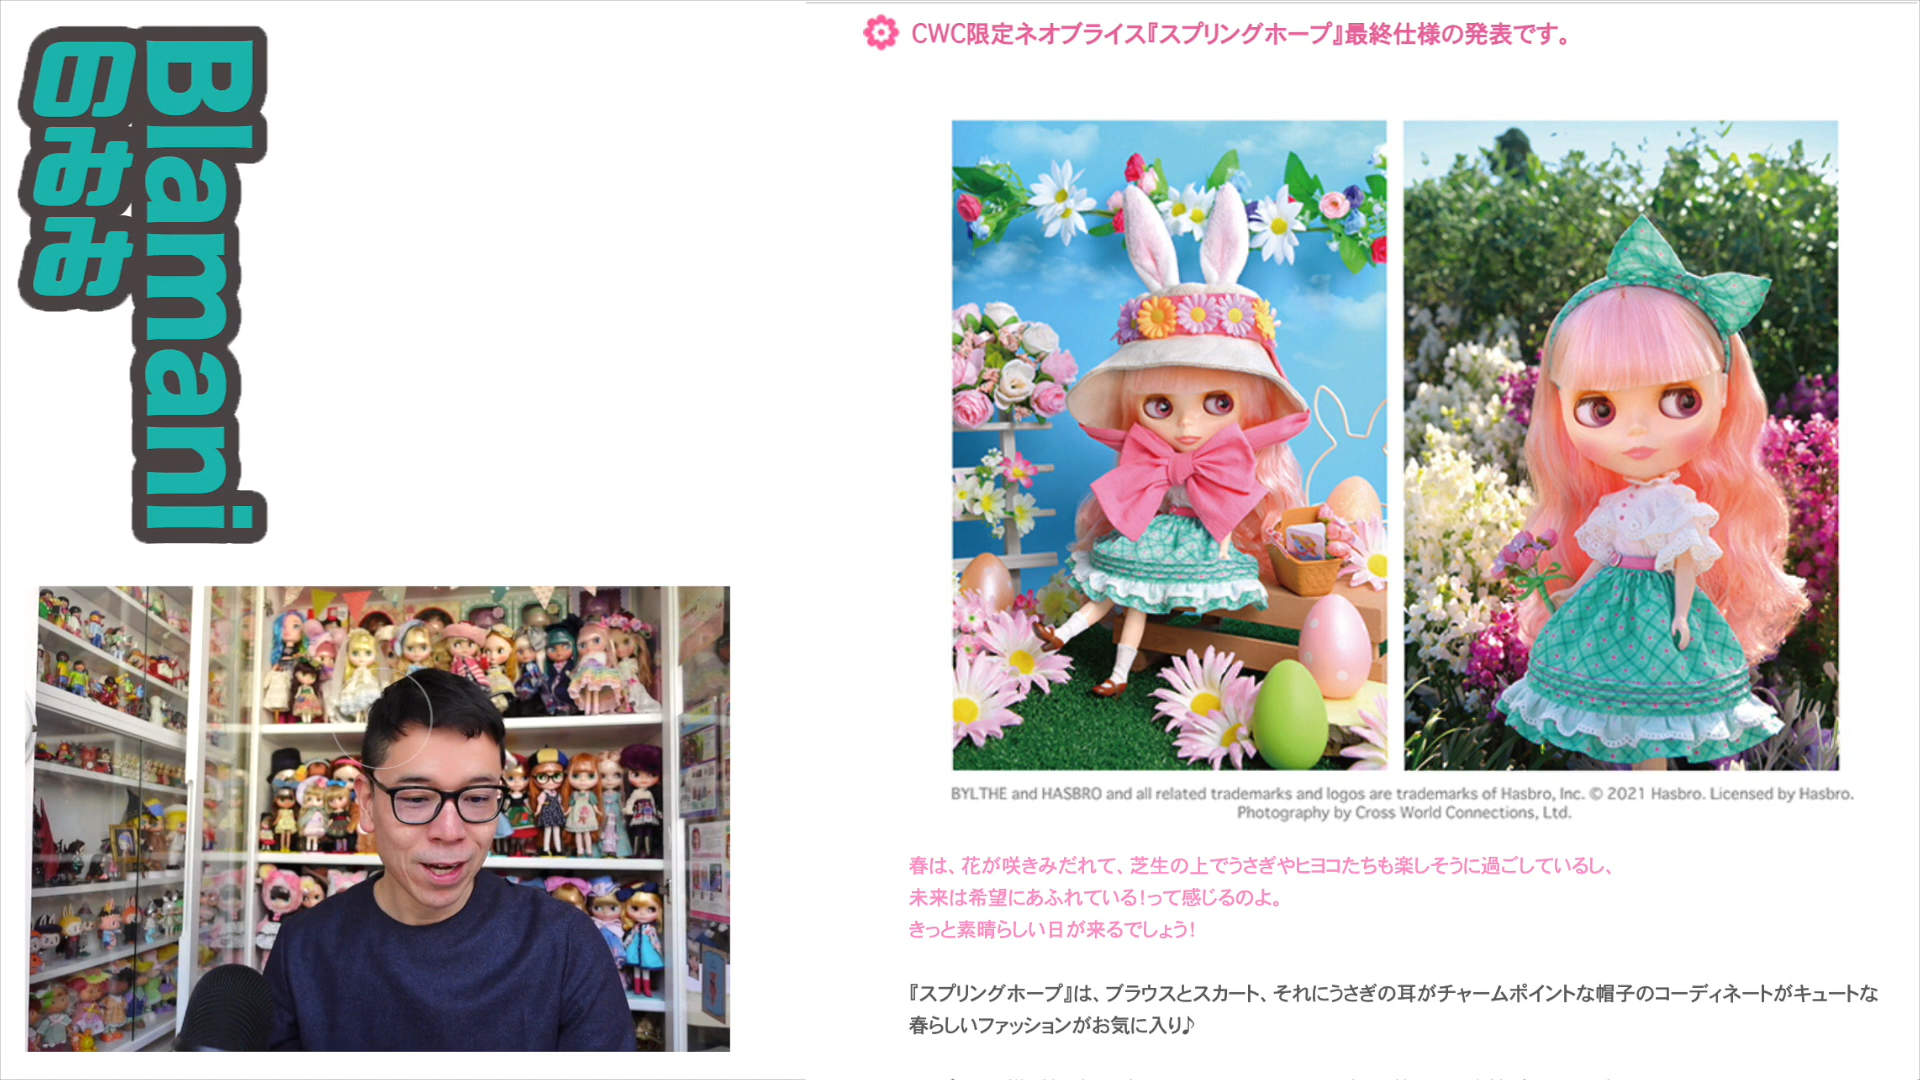 Blamani
のみみ
CWC限定ネオブライス『スプリングホープ』最終仕様の発表です。
BYLTHE and HASBRO and all related trademarks and logos are trademarks of Hasbro, Inc. © 2021 Hasbro. Licensed by Hasbro.
Photography by Cross World Connections, Ltd.
春は、花が咲きみだれて、芝生の上でうさぎやヒヨコたちも楽しそうに過ごしているし、
未来は希望にあふれている!って感じるのよ。
きっと素晴らしい日が来るでしょう!
『スプリングホープ』は、ブラウスとスカート、それにうさぎの耳がチャームポイントな帽子のコーディネートがキュートな
春らしいファッションがお気に入り♪